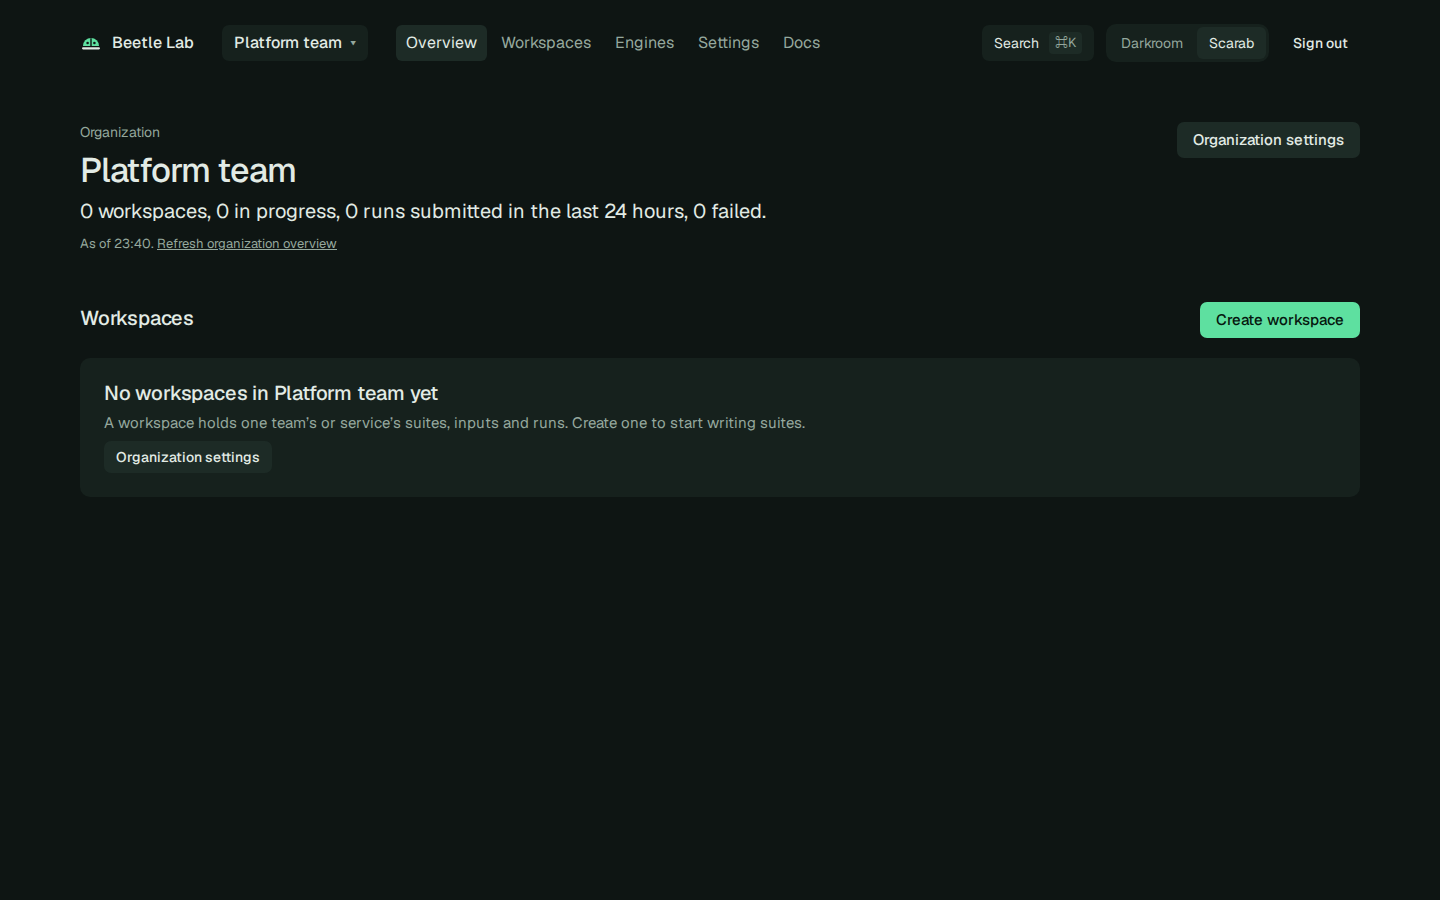 Beetle Lab
Platform team
Overview
Workspaces
Engines
Settings
Docs
Search ⌘K
Darkroom
Scarab
Sign out
Organization
Organization settings
Platform team
0 workspaces, 0 in progress, 0 runs submitted in the last 24 hours, 0 failed.
As of 23:40. Refresh organization overview
Workspaces
Create workspace
No workspaces in Platform team yet
A workspace holds one team’s or service’s suites, inputs and runs. Create one to start writing suites.
Organization settings